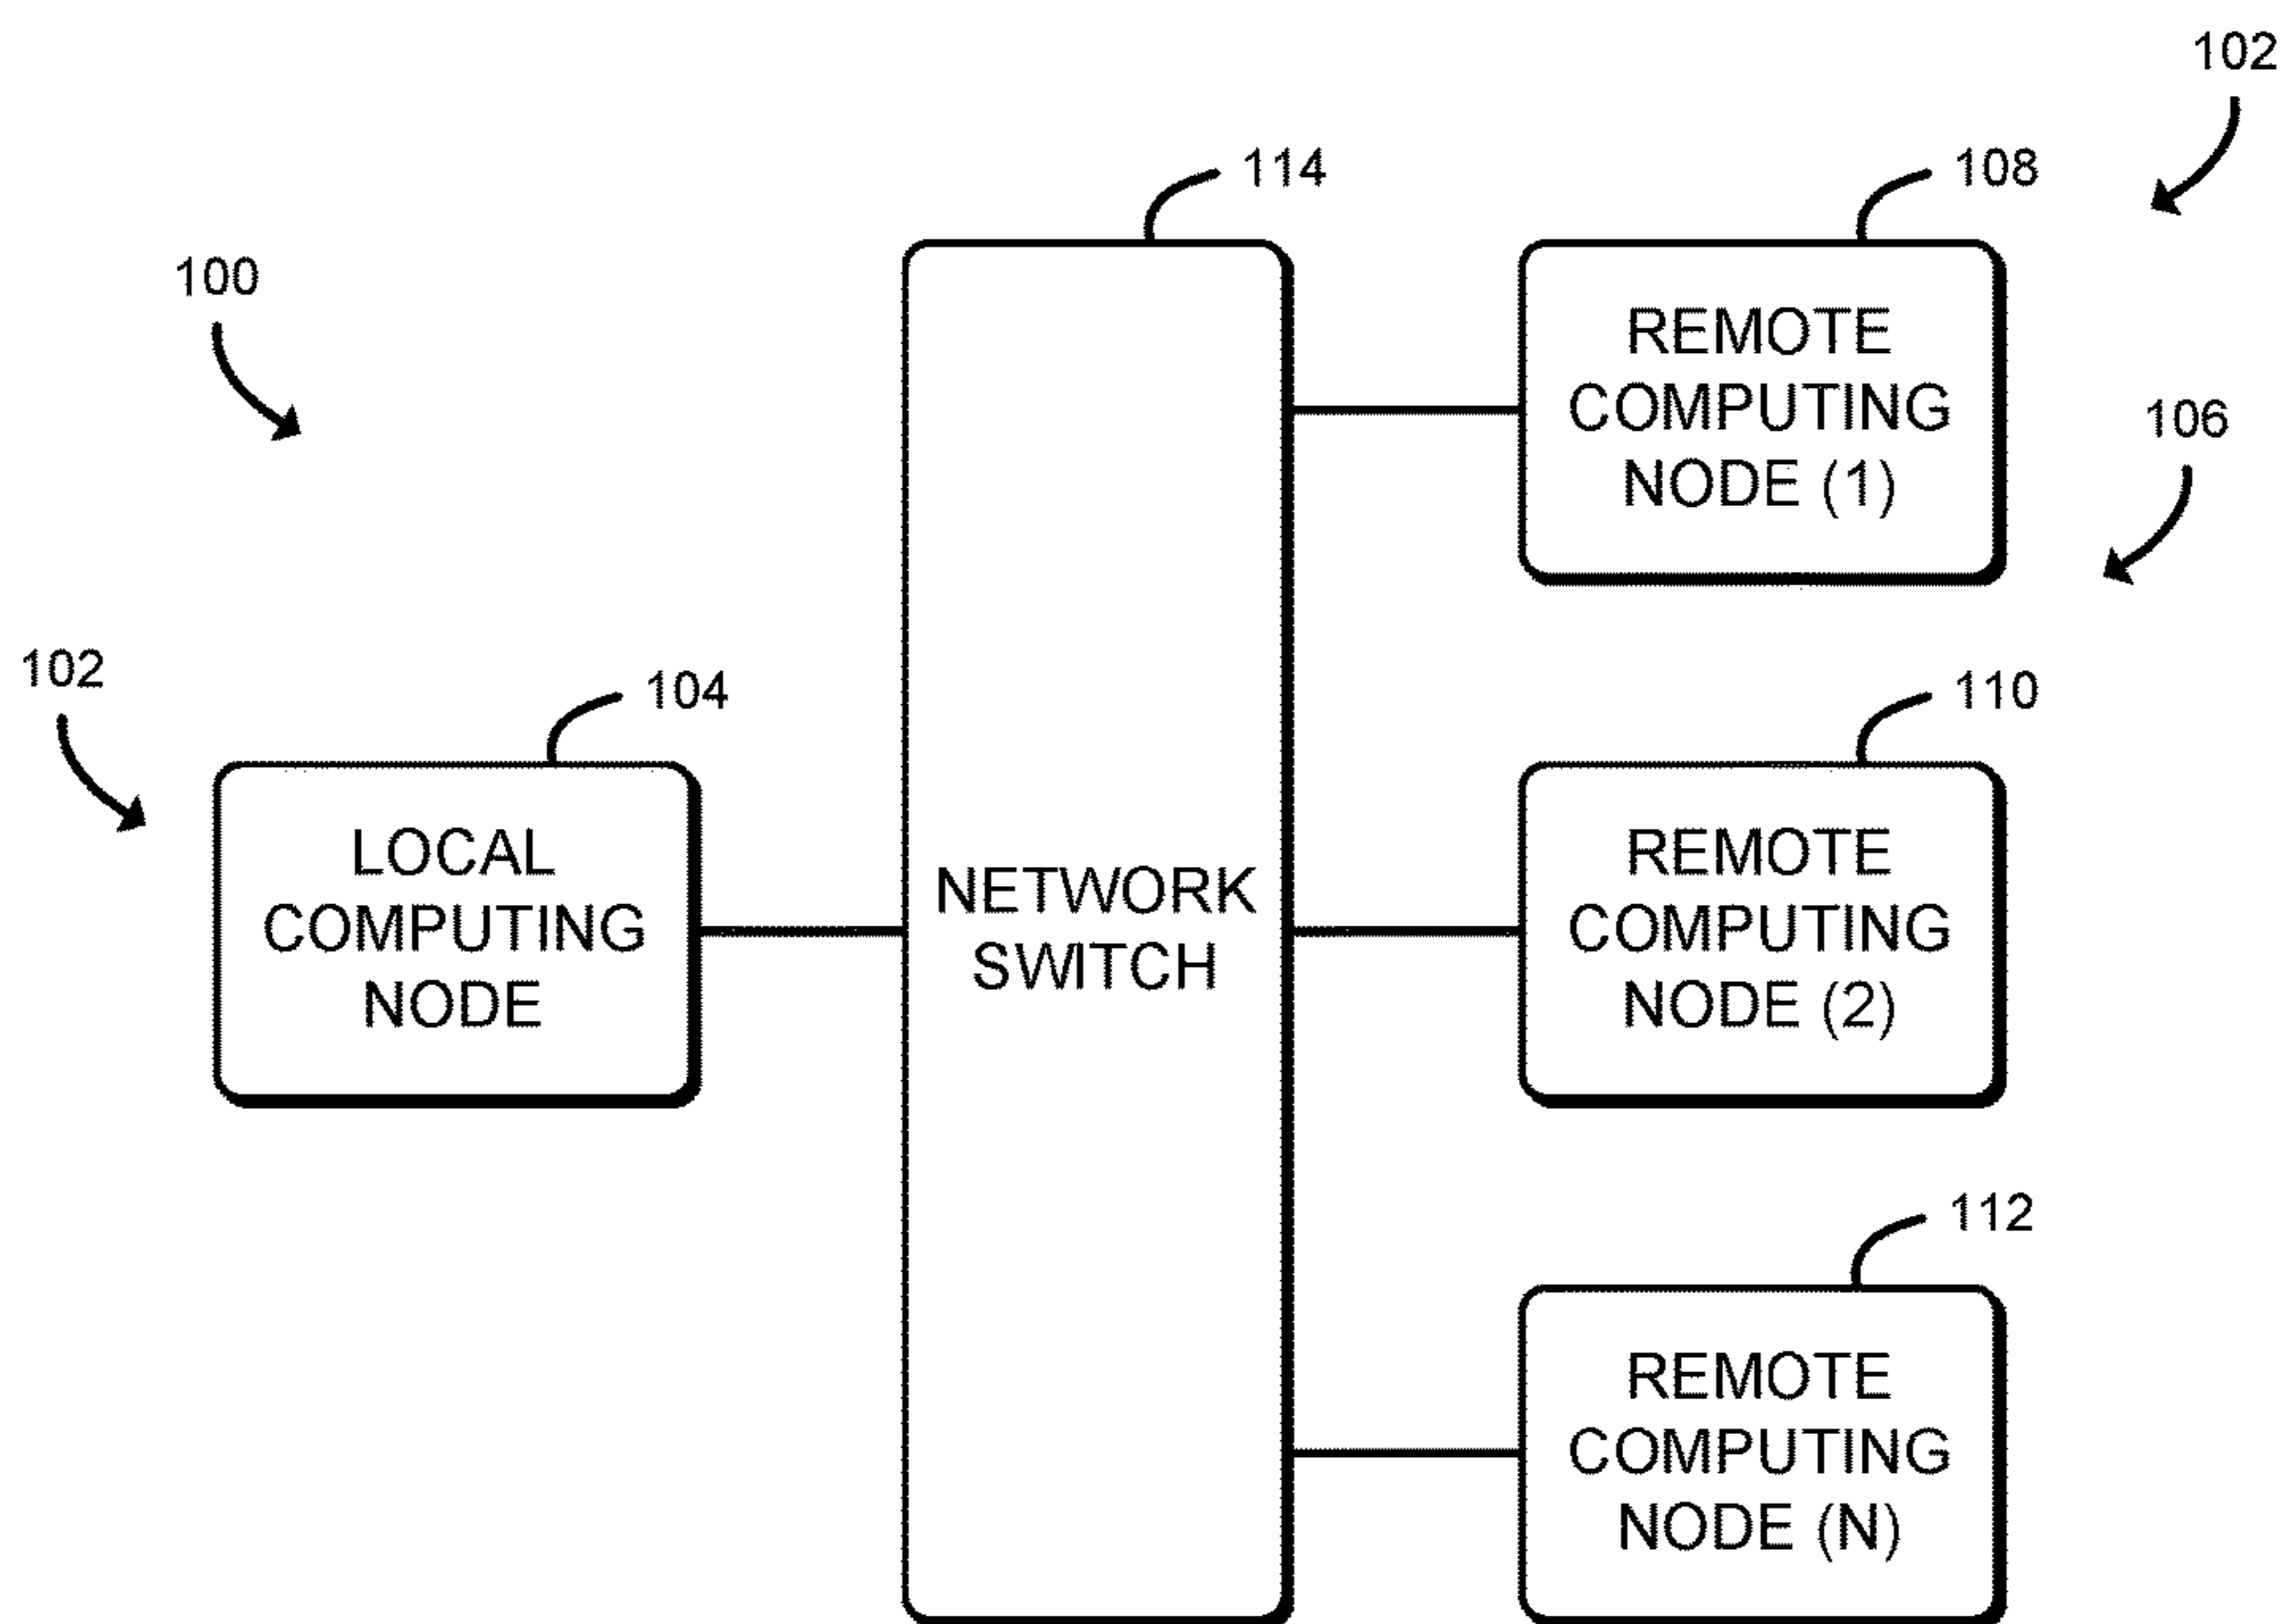 102
114
108
100
REMOTE
COMPUTING
NODE (1)
106
102
104
110
LOCAL
COMPUTING
NODE
NETWORK
SWITCH
REMOTE
COMPUTING
NODE (2)
112
REMOTE
COMPUTING
NODE (N)